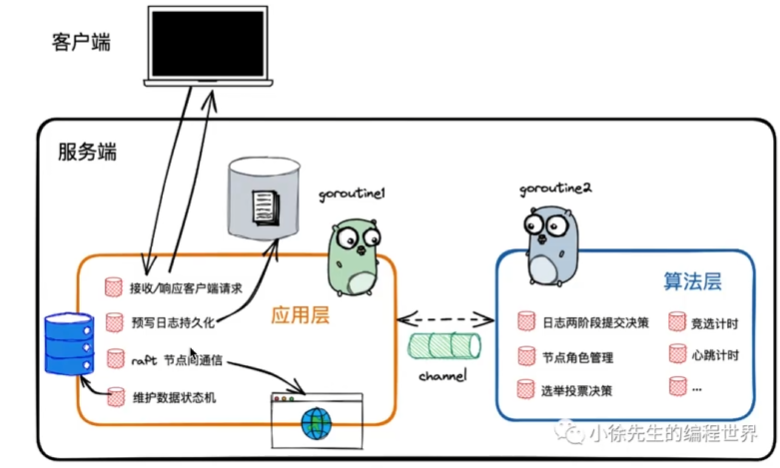 客户端
服务端
goroutine1
goroutine2
接收/响应客户端请求
预写日志持久化
raft 节点间通信
维护数据状态机
应用层
channel
算法层
日志两阶段提交决策
竞选计时
节点角色管理
心跳计时
选举投票决策
...
小徐先生的编程世界